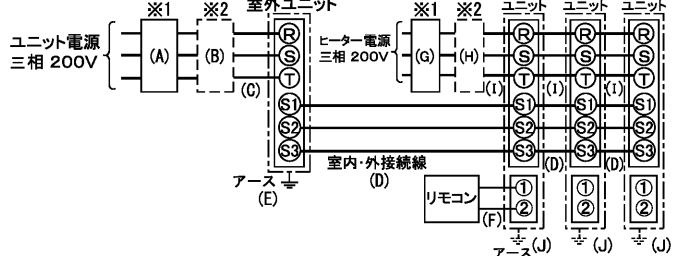 ※1 ※2 室外ユニット ※1 ※2 ユニット ユニット ユニット
ユニット電源
三相 200V
(A) (B) (C)
R
S
T
S1
S2
S3
ヒーター電源
三相 200V
(G) (H) (I) (I) (I)
R R R
S S S
T T T
S1 S1 S1
S2 S2 S2
S3 S3 S3
室内・外接続線
(D) (D) (D)
アース
(E)
リモコン
(F)
① ① ①
② ② ②
アース (J) (J) (J)